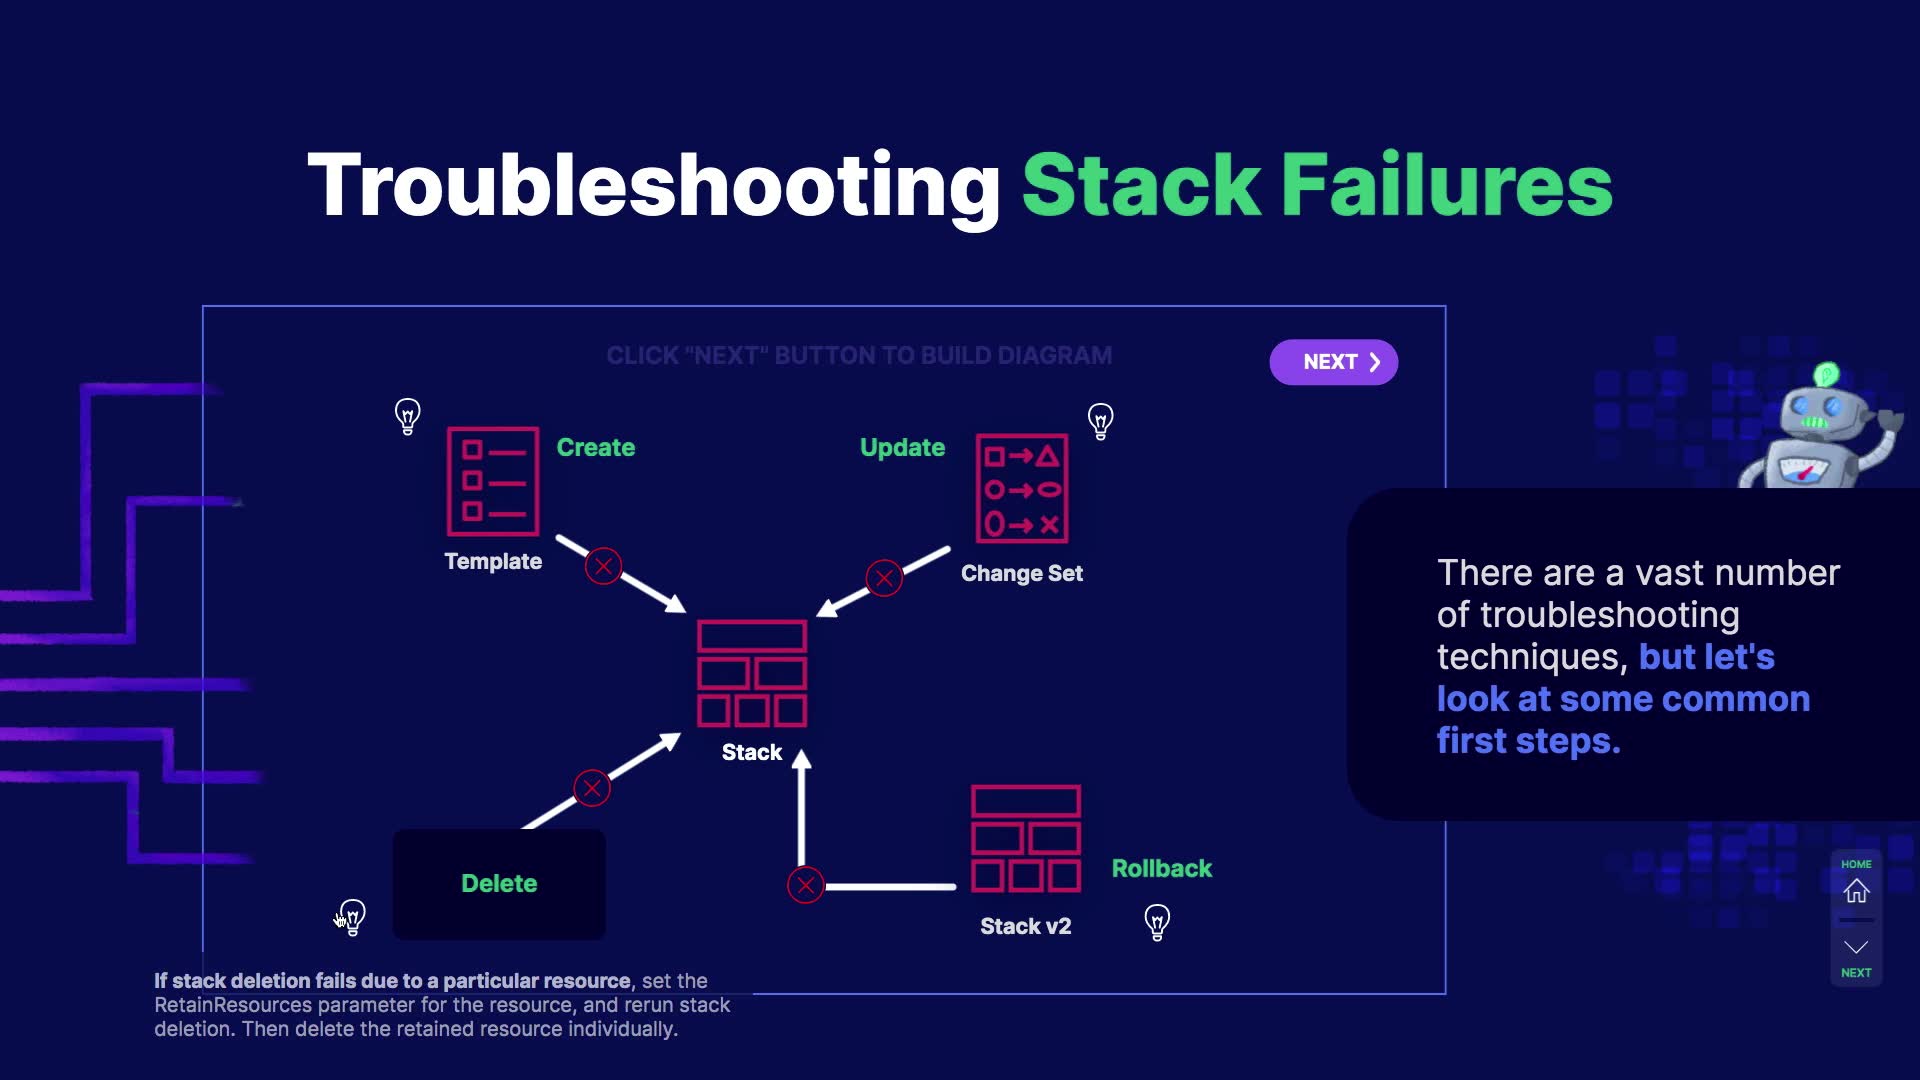 Troubleshooting Stack Failures
CLICK "NEXT" BUTTON TO BUILD DIAGRAM
NEXT
Create
Update
Template
Change Set
Stack
Delete
Rollback
Stack v2
If stack deletion fails due to a particular resource, set the
RetainResources parameter for the resource, and rerun stack
deletion. Then delete the retained resource individually.
There are a vast number
of troubleshooting
techniques, but let's
look at some common
first steps.
HOME
NEXT